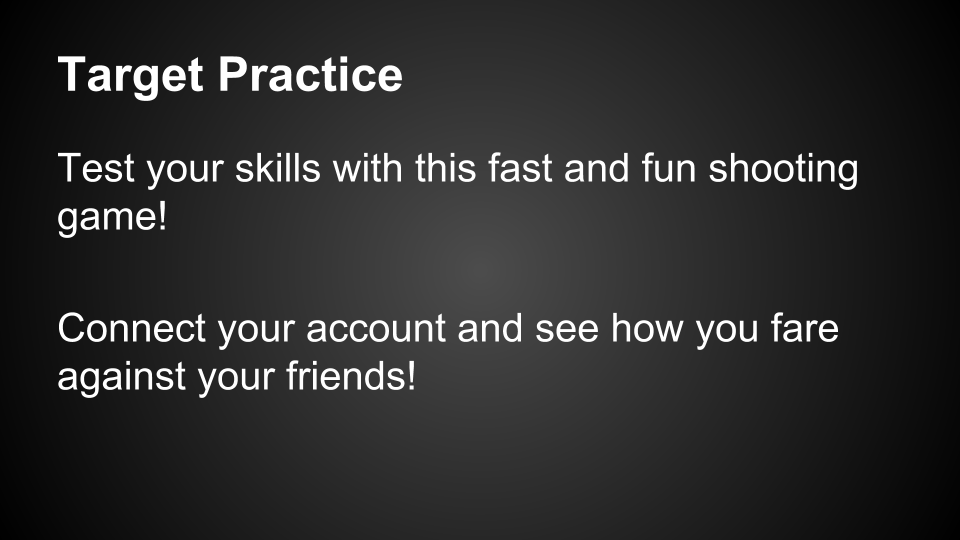 Target Practice
Test your skills with this fast and fun shooting
game!
Connect your account and see how you fare
against your friends!